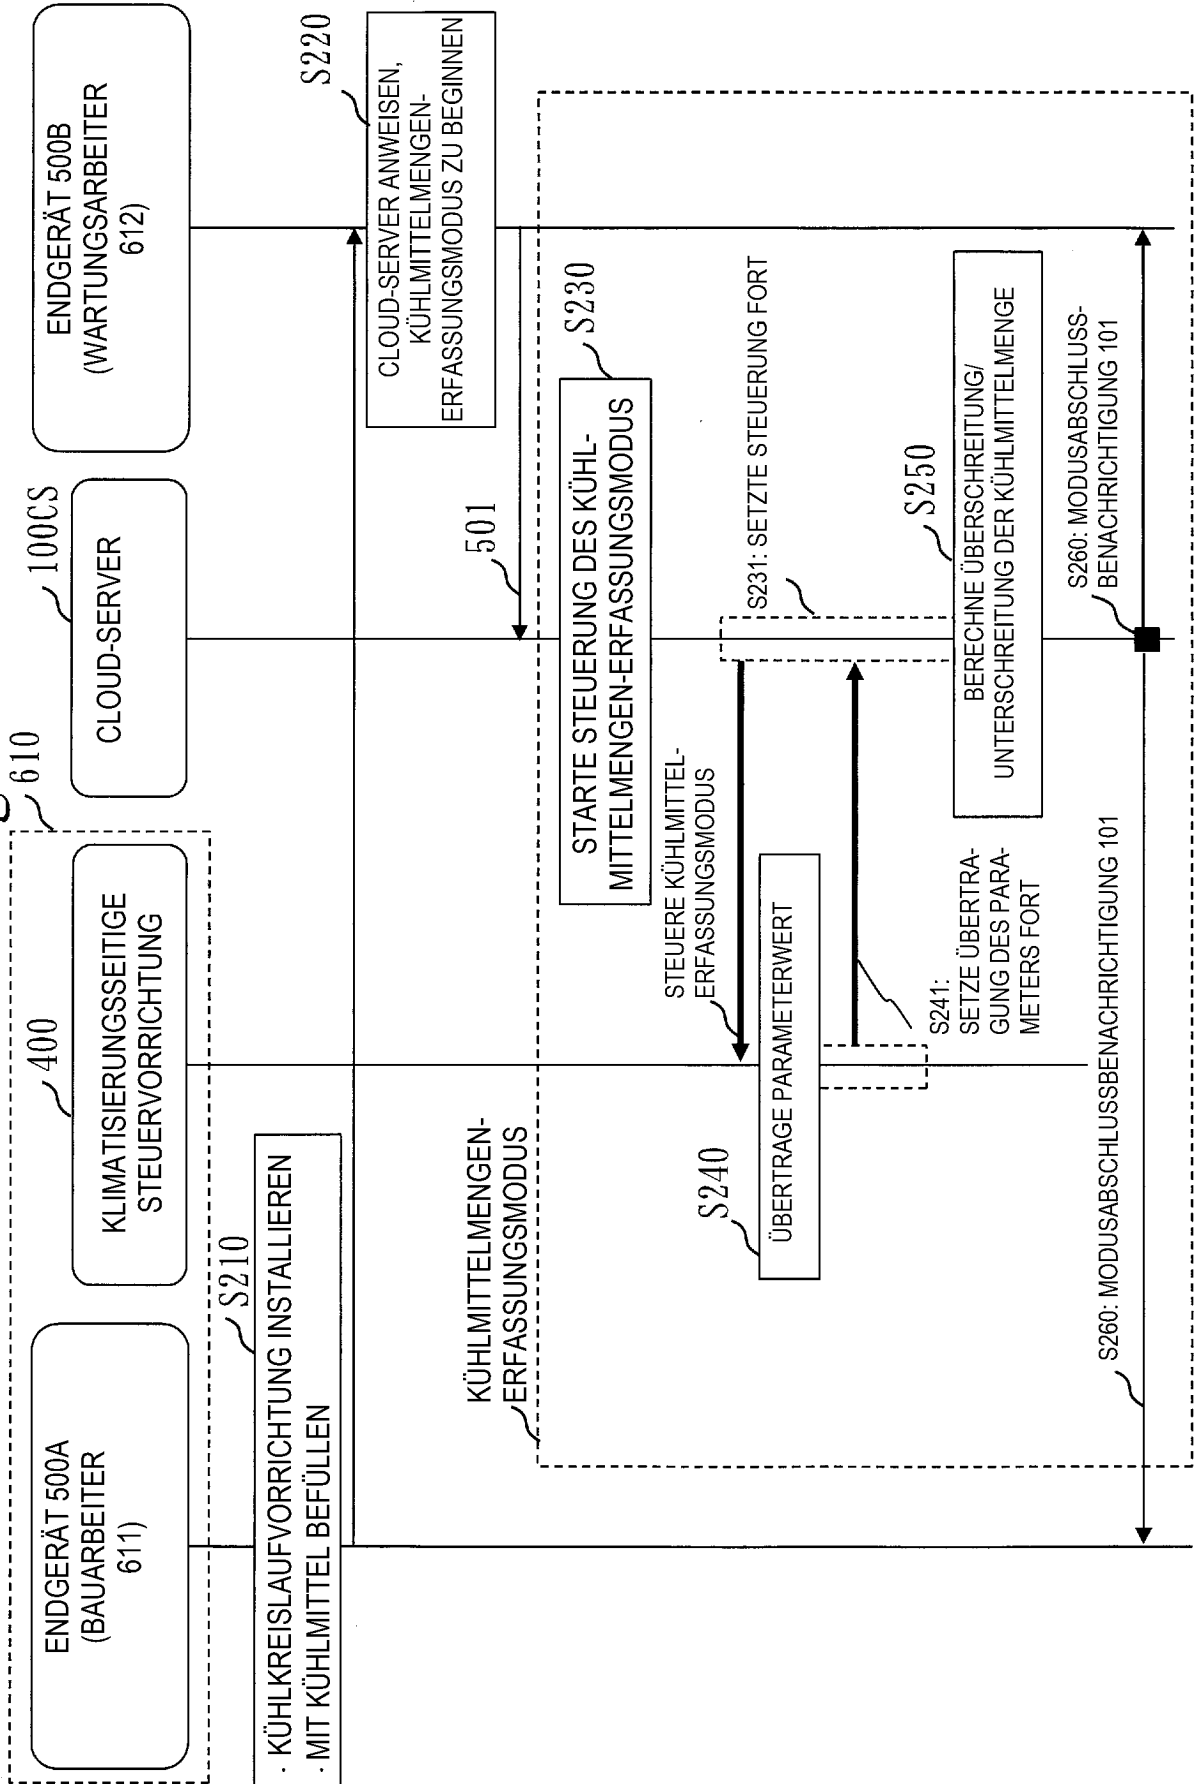 610
ENDGERÄT 500A
(BAUARBEITER
611)
400
KLIMATISIERUNGSSEITIGE
STEUERVORRICHTUNG
100CS
CLOUD-SERVER
ENDGERÄT 500B
(WARTUNGSARBEITER
612)
S210
· KÜHLKREISLAUFVORRICHTUNG INSTALLIEREN
· MIT KÜHLMITTEL BEFÜLLEN
S220
CLOUD-SERVER ANWEISEN,
KÜHLMITTELMENGEN-
ERFASSUNGSMODUS ZU BEGINNEN
501
KÜHLMITTELMENGEN-
ERFASSUNGSMODUS
S230
STARTE STEUERUNG DES KÜHL-
MITTELMENGEN-ERFASSUNGSMODUS
STEUERE KÜHLMITTEL-
ERFASSUNGSMODUS
S231: SETZTE STEUERUNG FORT
S240
ÜBERTRAGE PARAMETERWERT
S241:
SETZE ÜBERTRA-
GUNG DES PARA-
METERS FORT
S250
BERECHNE ÜBERSCHREITUNG/
UNTERSCHREITUNG DER KÜHLMITTELMENGE
S260: MODUSABSCHLUSSBENACHRICHTIGUNG 101
S260: MODUSABSCHLUSS-
BENACHRICHTIGUNG 101